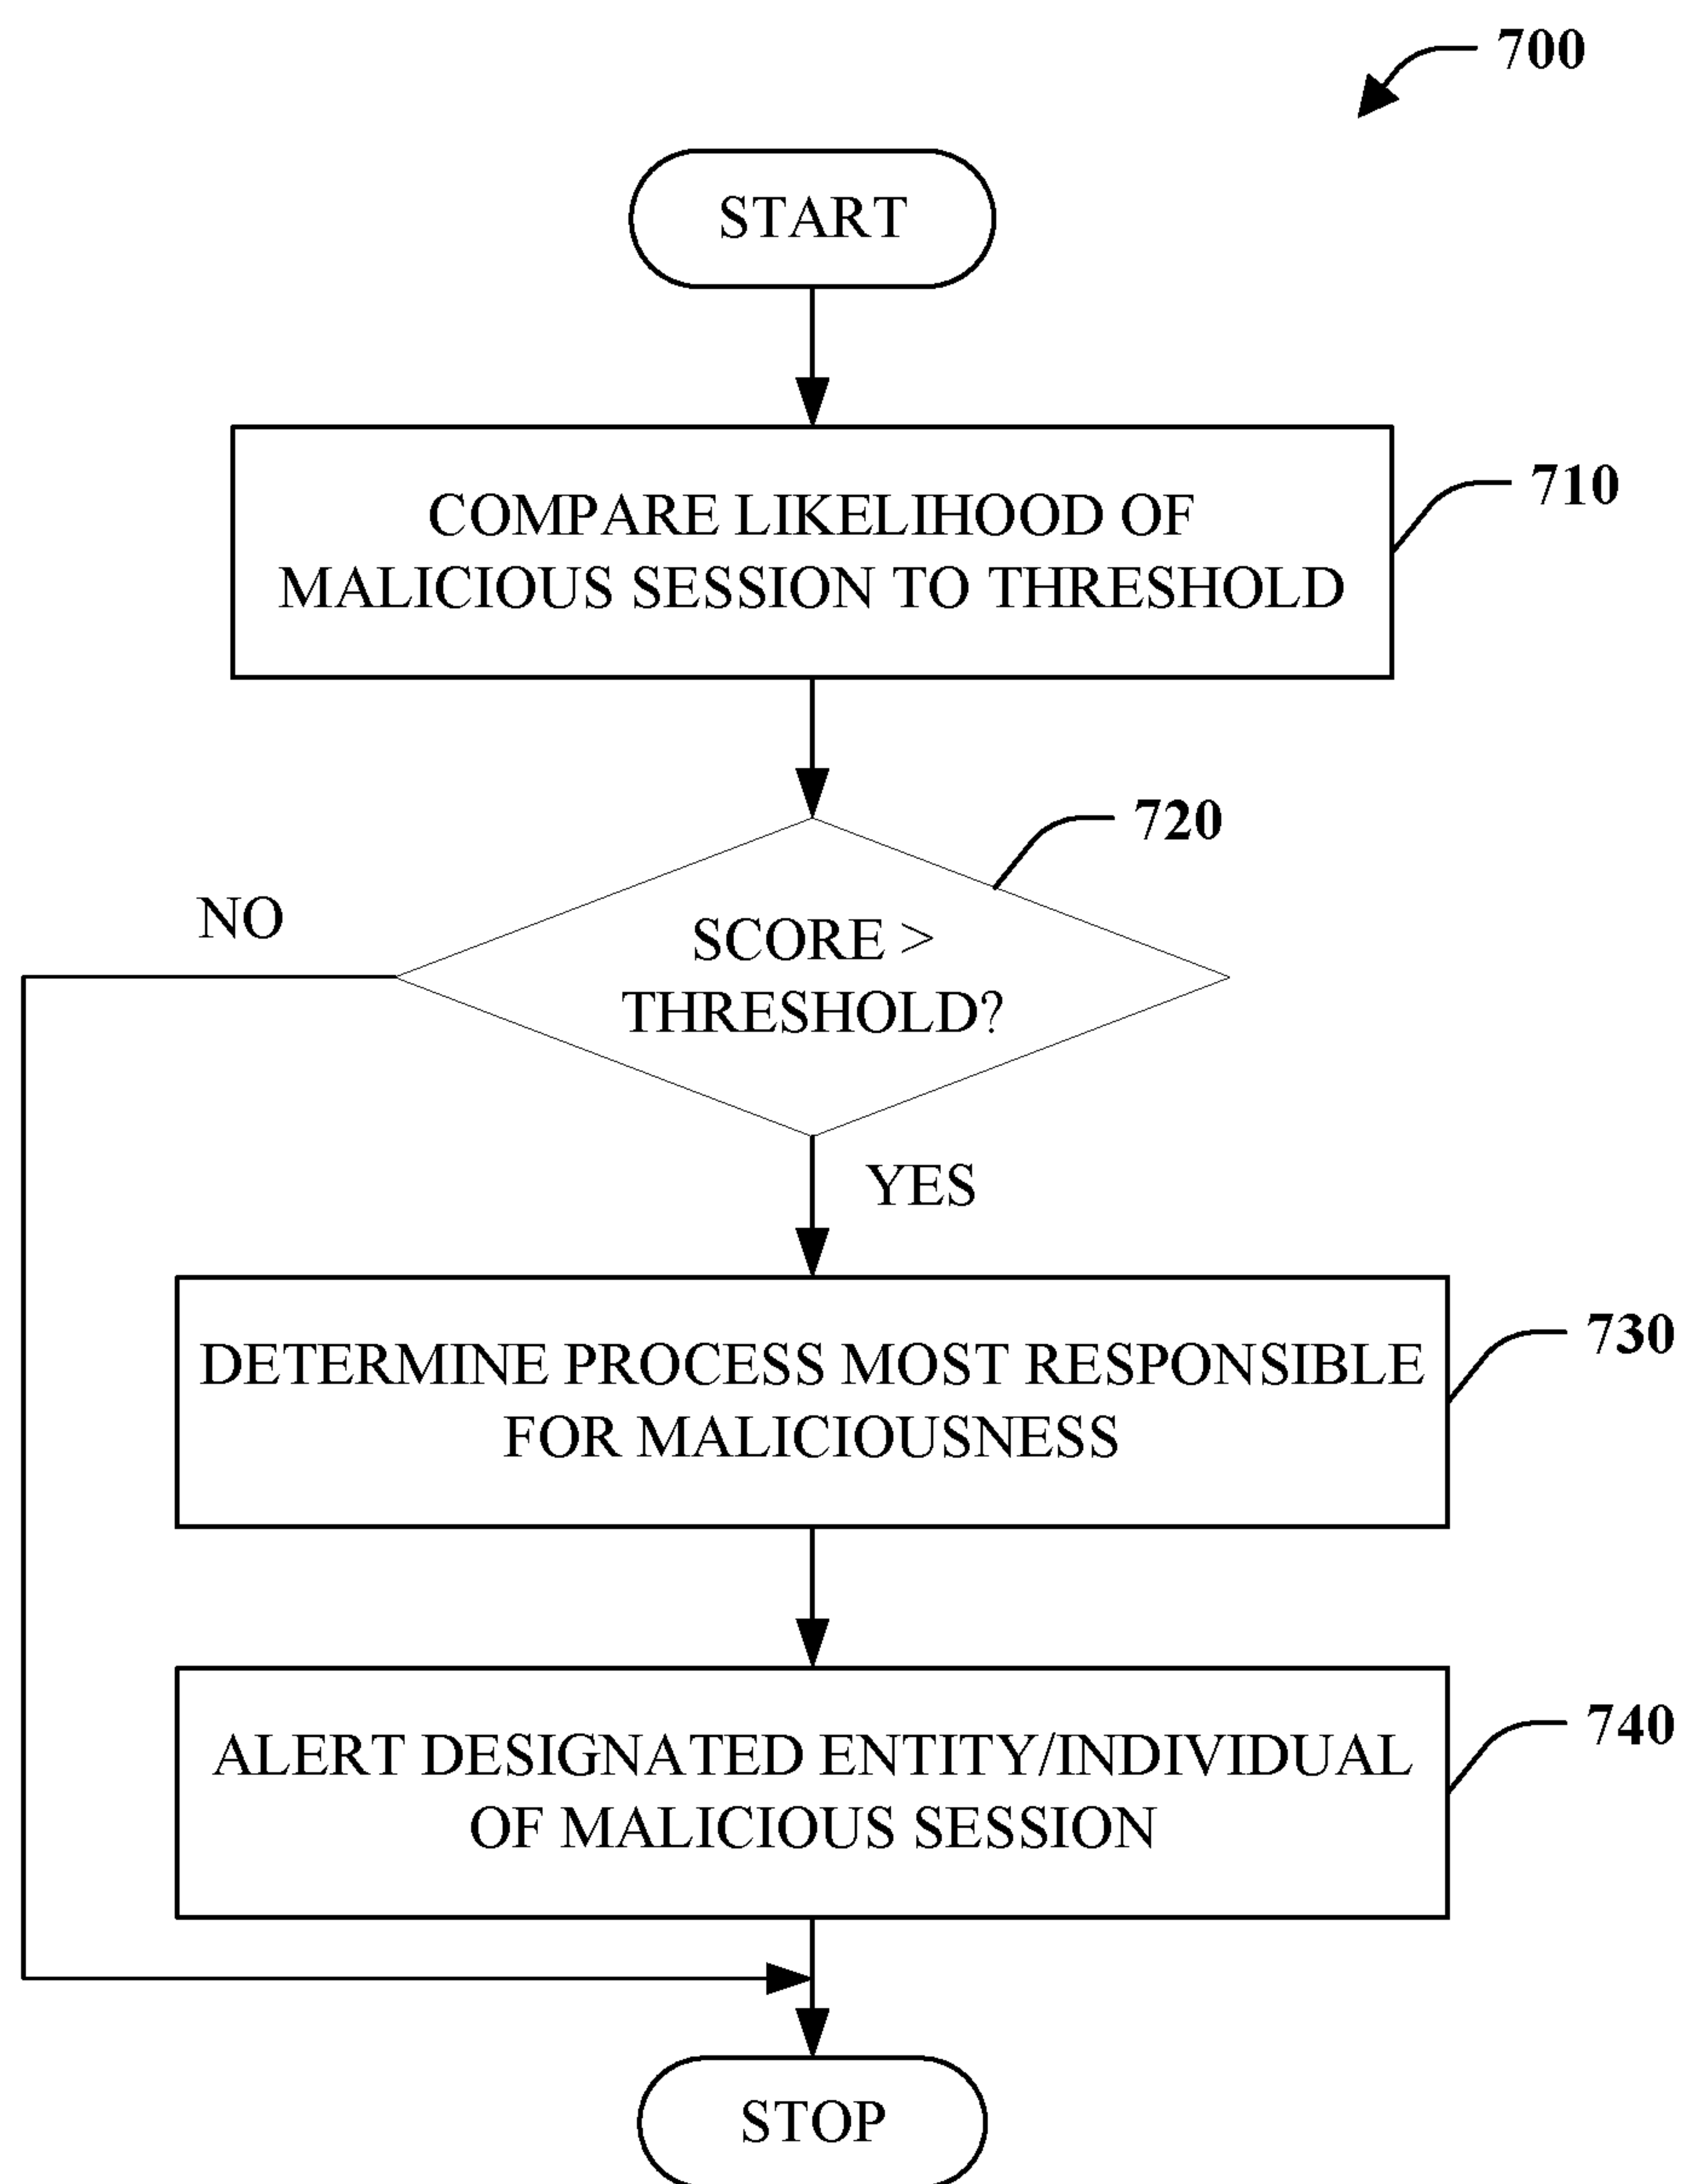 700
START
COMPARE LIKELIHOOD OF
MALICIOUS SESSION TO THRESHOLD
710
720
NO
SCORE >
THRESHOLD?
YES
DETERMINE PROCESS MOST RESPONSIBLE
FOR MALICIOUSNESS
730
ALERT DESIGNATED ENTITY/INDIVIDUAL
OF MALICIOUS SESSION
740
STOP